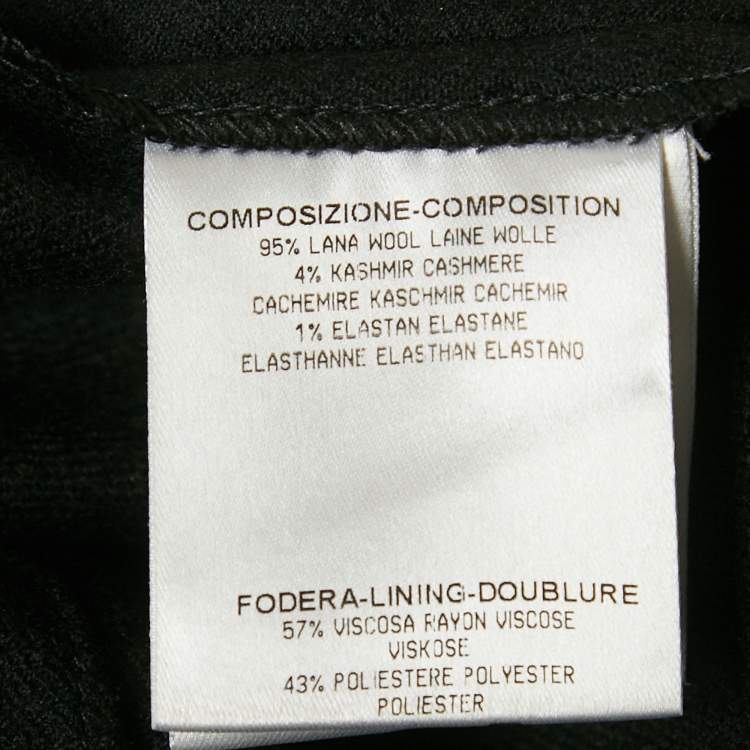 COMPOSIZIONE-COMPOSITION
95% LANA WOOL LAINE WOLLE
4% KASHMIR CASHMERE
CACHEMIRE KASCHMIR CACHEMIR
1% ELASTAN ELASTANE
ELASTHANNE ELASTHAN ELASTANO
FODERA-LINING-DOUBLURE
57% VISCOSA RAYON VISCOSE
VISKOSE
43% POLIESTERE POLYESTER
POLIESTER